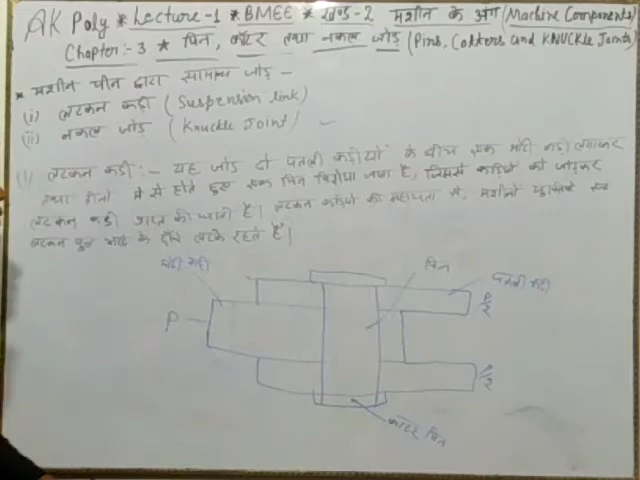 AK Poly * Lecture-1 * BMEE * खण्ड-2 मशीन के अंग (Machine Components)
Chapter:-3 * पिन, कॉटर तथा नकल जोड़ (Pins, Cotters and KNUCKLE Joints)
* मशीन पीन द्वारा सामान्य जोड़ -
(i) लटकन कड़ी (Suspension link)
(ii) नकल जोड़ (Knuckle Joint)
(i) लटकन कड़ी :- यह जोड़ दो पतली कड़ियों के बीच एक मोटी कड़ी लगाकर
तथा तीनों में से होते हुए एक पिन पिरोया जाता है, जिससे कड़ियों को जोड़कर
लटकन कड़ी प्राप्त की जाती है। लटकन कड़ियों की सहायता से, मशीनों
लटकन पुल के लटके रहते हैं।
मोटी कड़ी
पिन
पतली कड़ी
P
P/2
P/2
कॉटर पिन